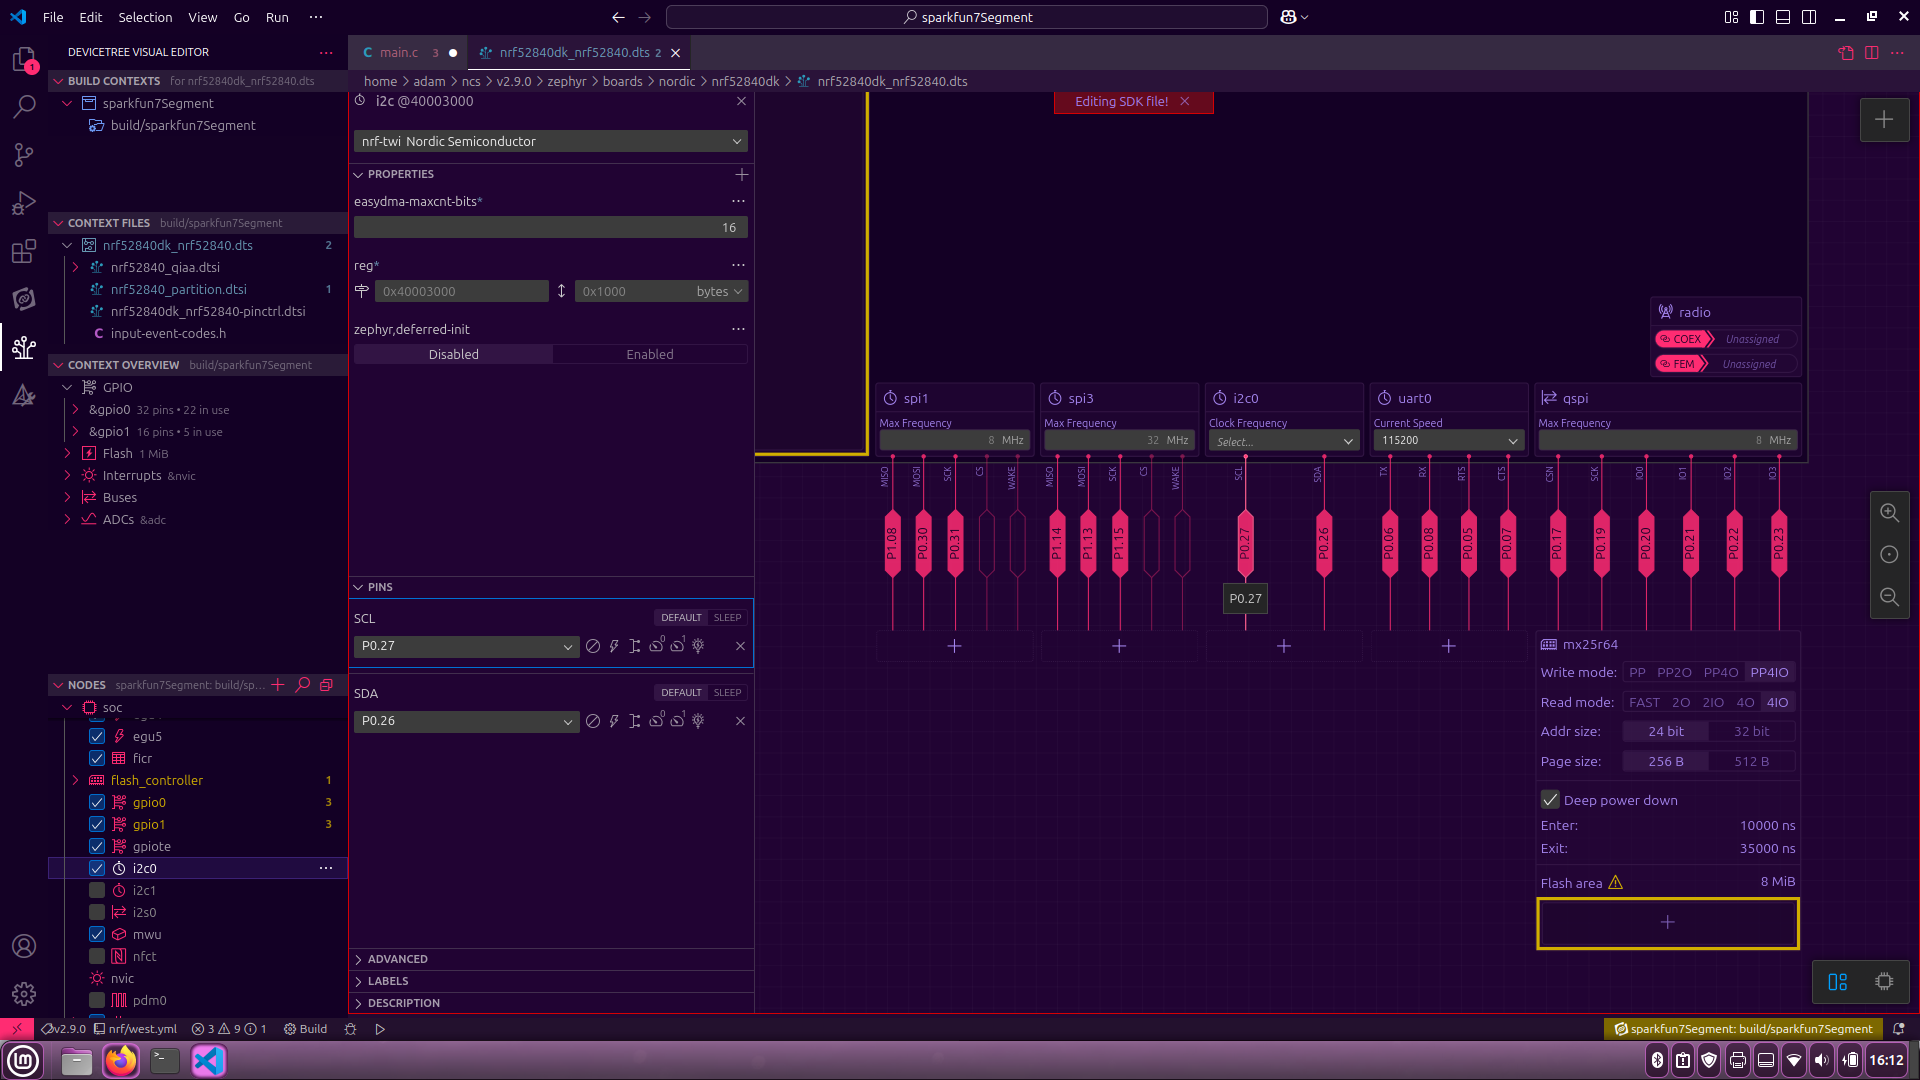 File Edit Selection View Go Run ···
sparkfun7Segment
DEVICETREE VISUAL EDITOR
BUILD CONTEXTS for nrf52840dk_nrf52840.dts
sparkfun7Segment
build/sparkfun7Segment
CONTEXT FILES build/sparkfun7Segment
nrf52840dk_nrf52840.dts 2
nrf52840_qiaa.dtsi
nrf52840_partition.dtsi 1
nrf52840dk_nrf52840-pinctrl.dtsi
C input-event-codes.h
CONTEXT OVERVIEW build/sparkfun7Segment
GPIO
&gpio0 32 pins • 22 in use
&gpio1 16 pins • 5 in use
Flash 1 MiB
Interrupts &nvic
Buses
ADCs &adc
NODES sparkfun7Segment: build/sp...
soc
egu5
ficr
flash_controller 1
gpio0 3
gpio1 3
gpiote
i2c0
i2c1
i2s0
mwu
nfct
nvic
pdm0
C main.c 3
nrf52840dk_nrf52840.dts 2
home > adam > ncs > v2.9.0 > zephyr > boards > nordic > nrf52840dk > nrf52840dk_nrf52840.dts
i2c @40003000
nrf-twi Nordic Semiconductor
PROPERTIES
easydma-maxcnt-bits*
16
reg*
0x40003000 0x1000 bytes
zephyr,deferred-init
Disabled Enabled
PINS
SCL DEFAULT SLEEP
P0.27 0 1
SDA DEFAULT SLEEP
P0.26 0 1
ADVANCED
LABELS
DESCRIPTION
Editing SDK file!
radio
COEX Unassigned
FEM Unassigned
spi1 spi3 i2c0 uart0 qspi
Max Frequency Max Frequency Clock Frequency Current Speed Max Frequency
8 MHz 32 MHz Select... 115200 8 MHz
MISO MOSI SCK CS WAKE MISO MOSI SCK CS WAKE SCL SDA TX RX RTS CTS CSN SCK IO0 IO1 IO2 IO3
P1.08 P0.30 P0.31 P1.14 P1.13 P1.15 P0.27 P0.26 P0.06 P0.08 P0.05 P0.07 P0.17 P0.19 P0.20 P0.21 P0.22 P0.23
P0.27
mx25r64
Write mode: PP PP2O PP4O PP4IO
Read mode: FAST 2O 2IO 4O 4IO
Addr size: 24 bit 32 bit
Page size: 256 B 512 B
Deep power down
Enter: 10000 ns
Exit: 35000 ns
Flash area 8 MiB
1
v2.9.0 nrf/west.yml 3 9 1 Build
sparkfun7Segment: build/sparkfun7Segment
16:12